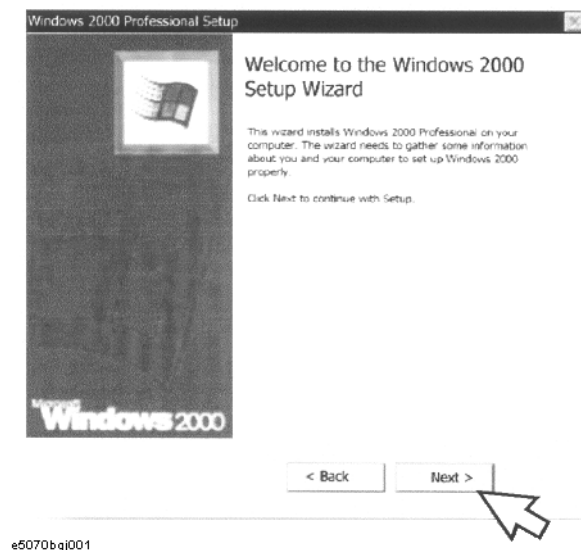 Windows 2000 Professional Setup
Welcome to the Windows 2000
Setup Wizard
This wizard installs Windows 2000 Professional on your
computer. The wizard needs to gather some information
about you and your computer to set up Windows 2000
properly.
Click Next to continue with Setup.
Microsoft
Windows 2000
< Back
Next >
e5070bgj001